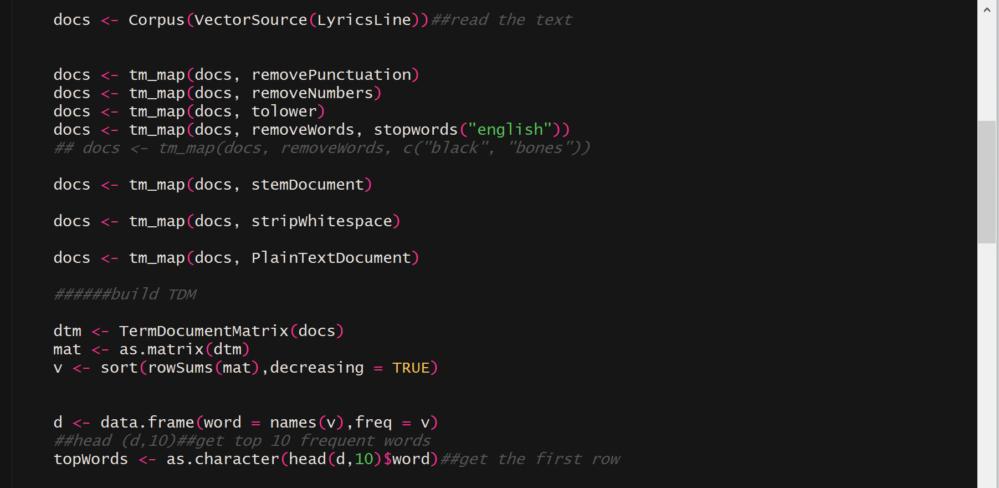 docs <- Corpus(VectorSource(LyricsLine))##read the text
docs <- tm_map(docs, removePunctuation)
docs <- tm_map(docs, removeNumbers)
docs <- tm_map(docs, tolower)
docs <- tm_map(docs, removeWords, stopwords("english"))
## docs <- tm_map(docs, removeWords, c("black", "bones"))
docs <- tm_map(docs, stemDocument)
docs <- tm_map(docs, stripWhitespace)
docs <- tm_map(docs, PlainTextDocument)
######build TDM
dtm <- TermDocumentMatrix(docs)
mat <- as.matrix(dtm)
v <- sort(rowSums(mat),decreasing = TRUE)
d <- data.frame(word = names(v),freq = v)
##head (d,10)##get top 10 frequent words
topWords <- as.character(head(d,10)$word)##get the first row